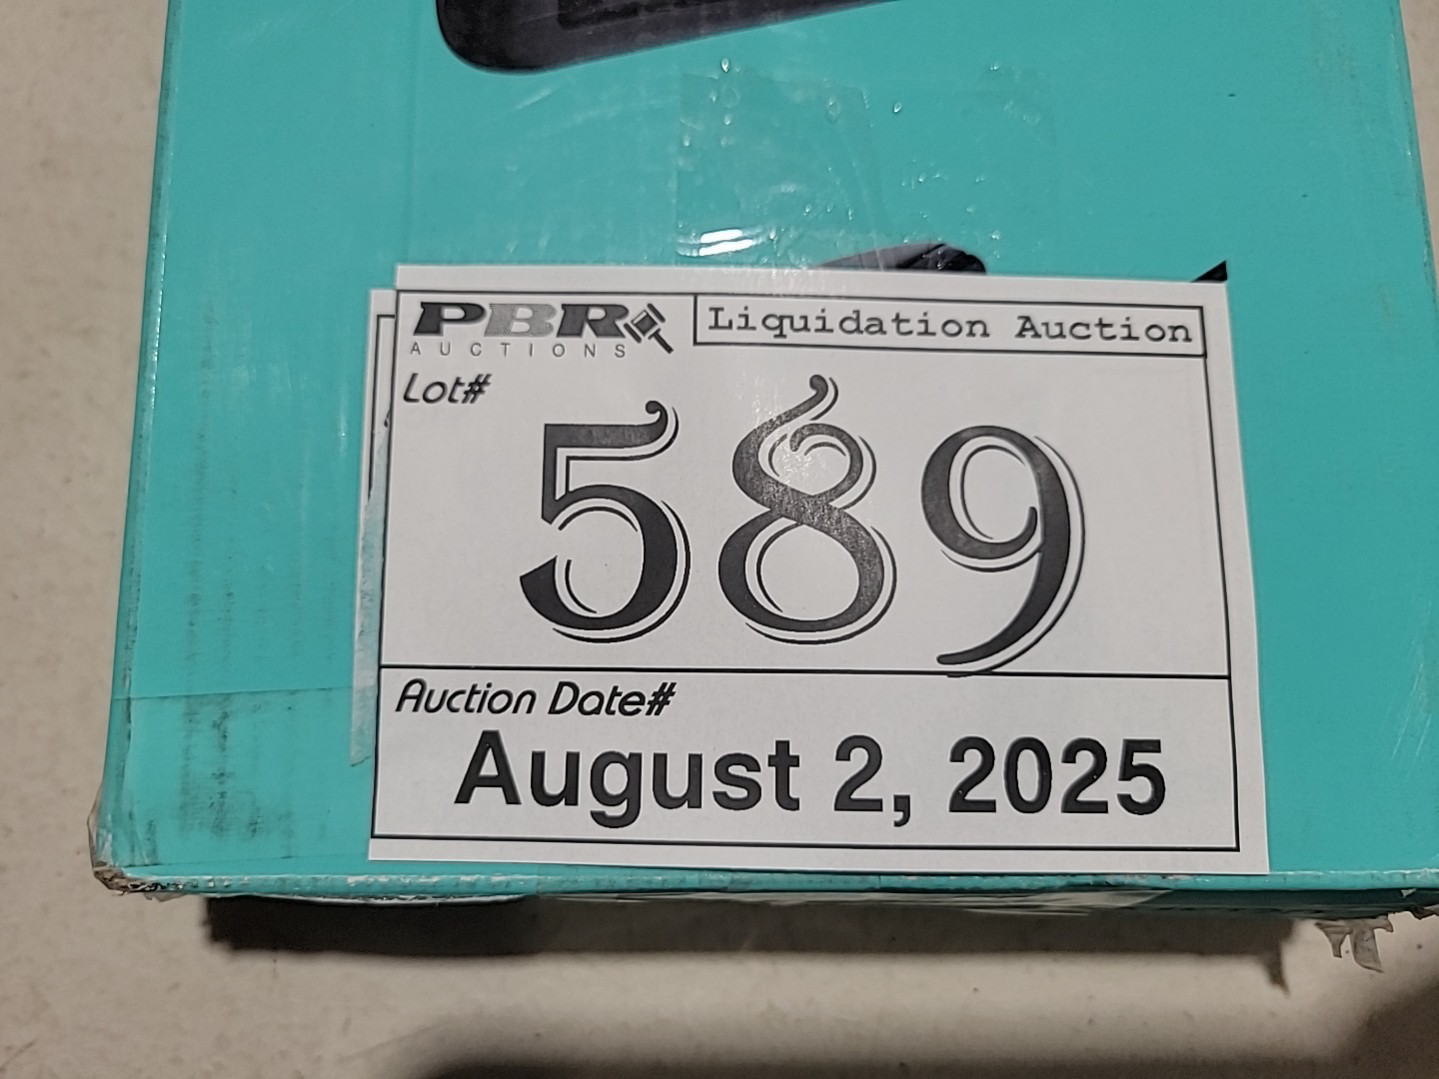 PBR
AUCTIONS
Liquidation Auction
Lot#
589
Auction Date#
August 2, 2025